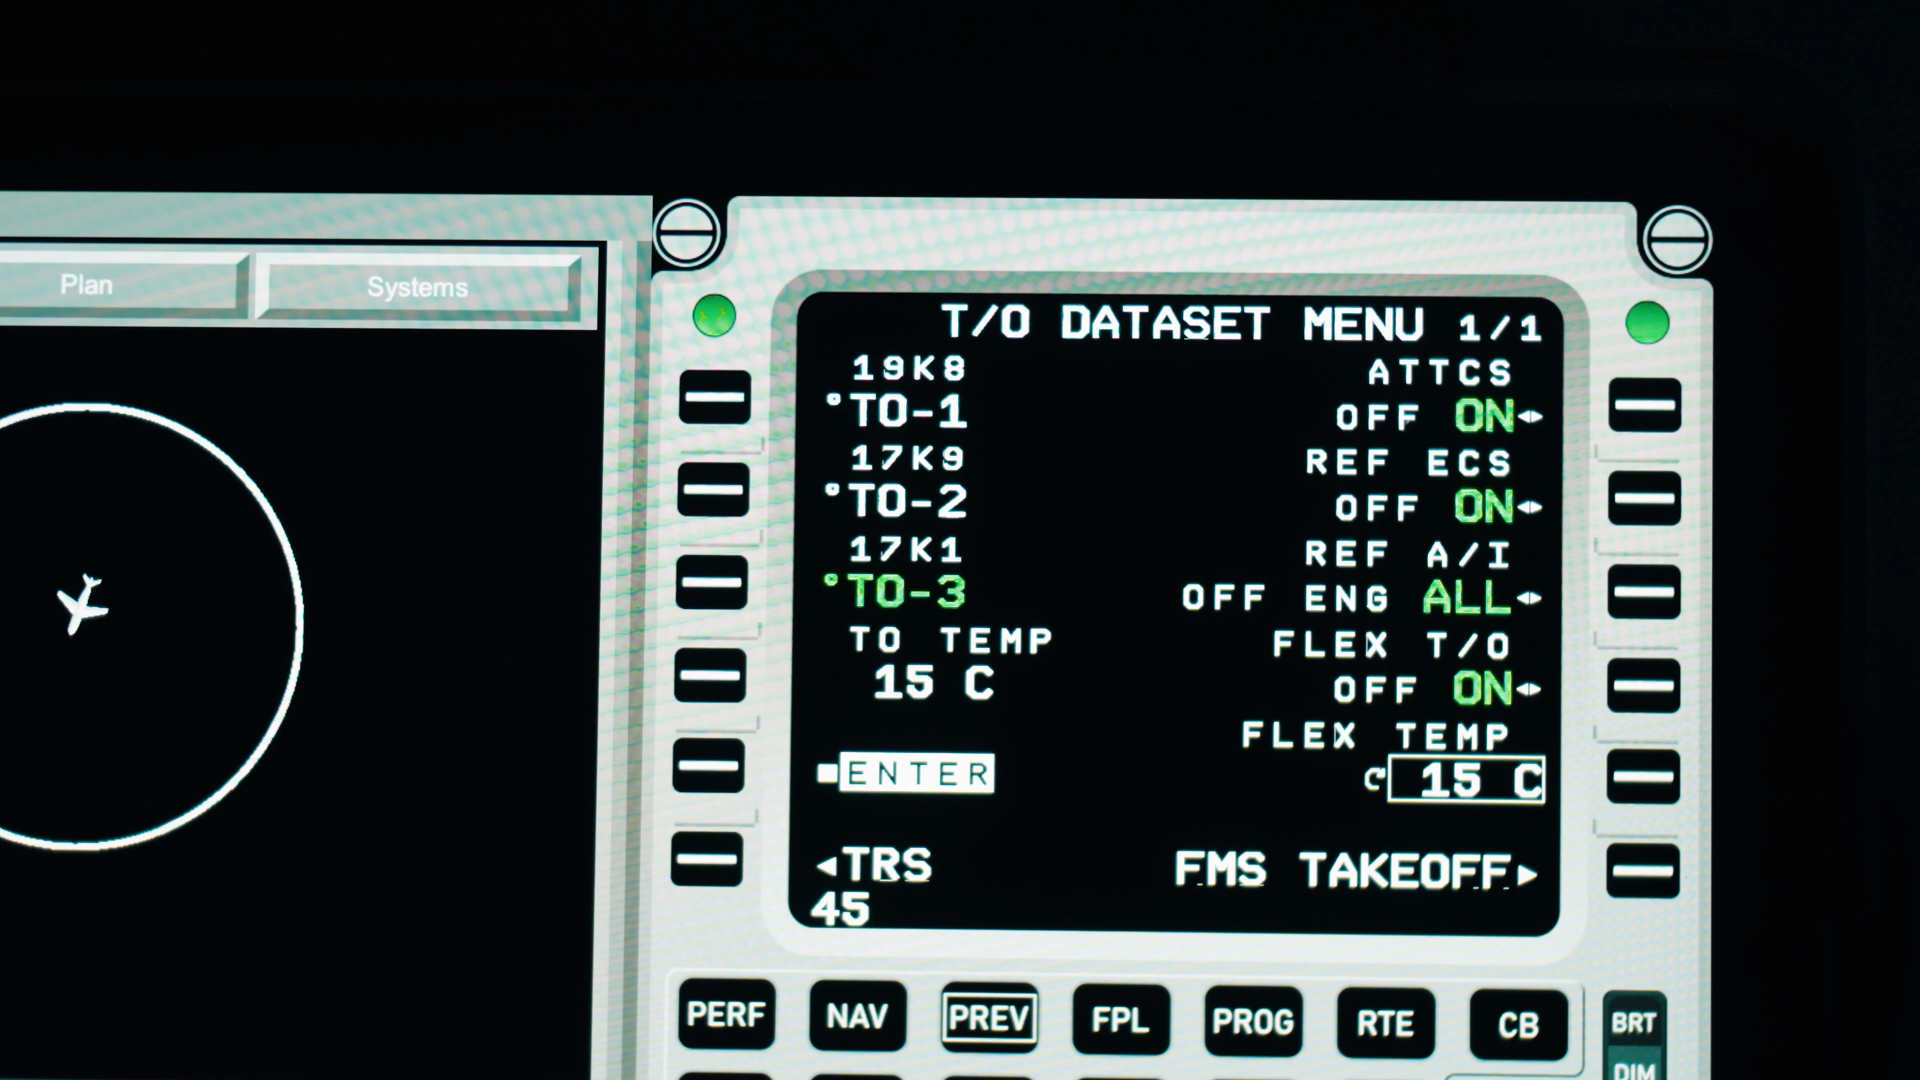 Plan
Systems
T/O DATASET MENU 1/1
19K8 ATTCS
TO-1 OFF ON
17K9 REF ECS
TO-2 OFF ON
17K1 REF A/I
TO-3 OFF ENG ALL
TO TEMP FLEX T/O
15 C OFF ON
FLEX TEMP
ENTER C 15 C
TRS FMS TAKEOFF
45
PERF NAV PREV FPL PROG RTE CB BRT
DIM